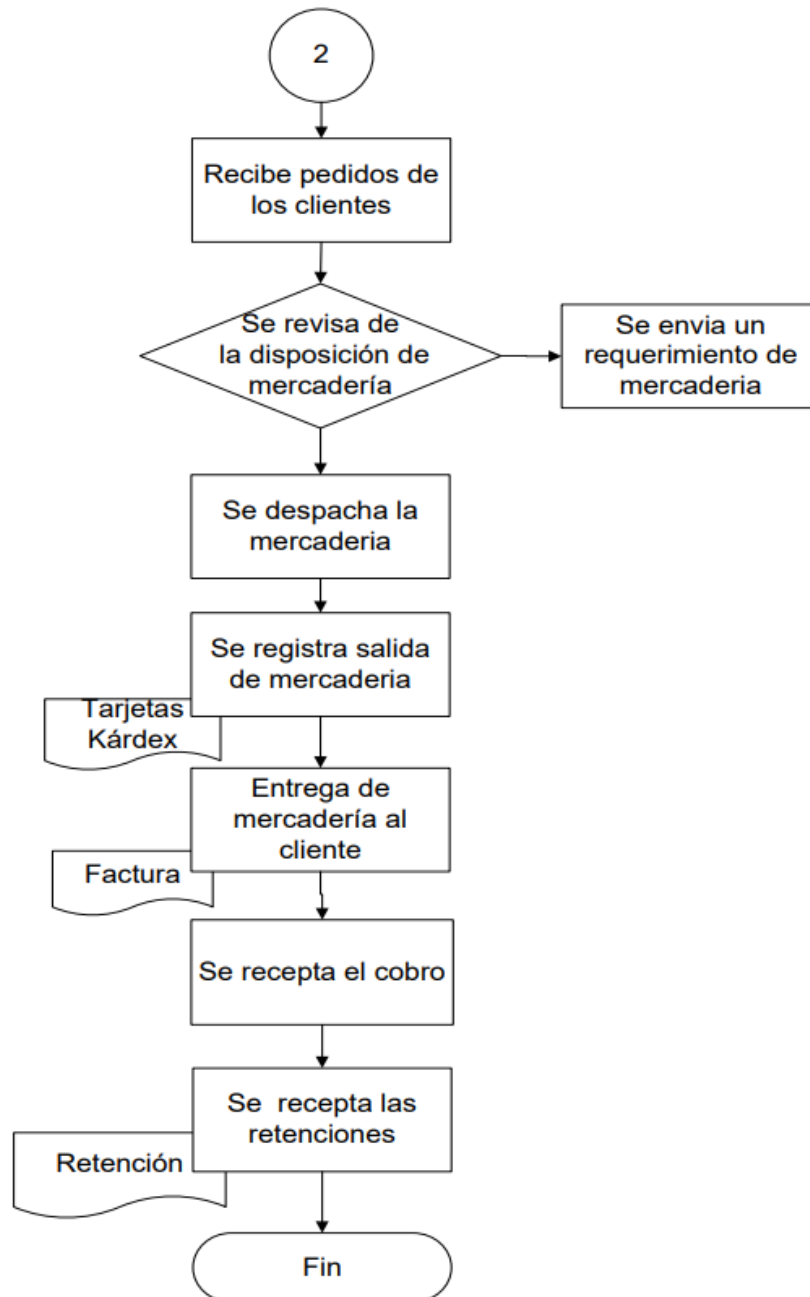 2
Recibe pedidos de
los clientes
Se revisa de
la disposición de
mercadería
Se envia un
requerimiento de
mercaderia
Se despacha la
mercaderia
Se registra salida
de mercaderia
Tarjetas
Kárdex
Entrega de
mercadería al
cliente
Factura
Se recepta el cobro
Se recepta las
retenciones
Retención
Fin